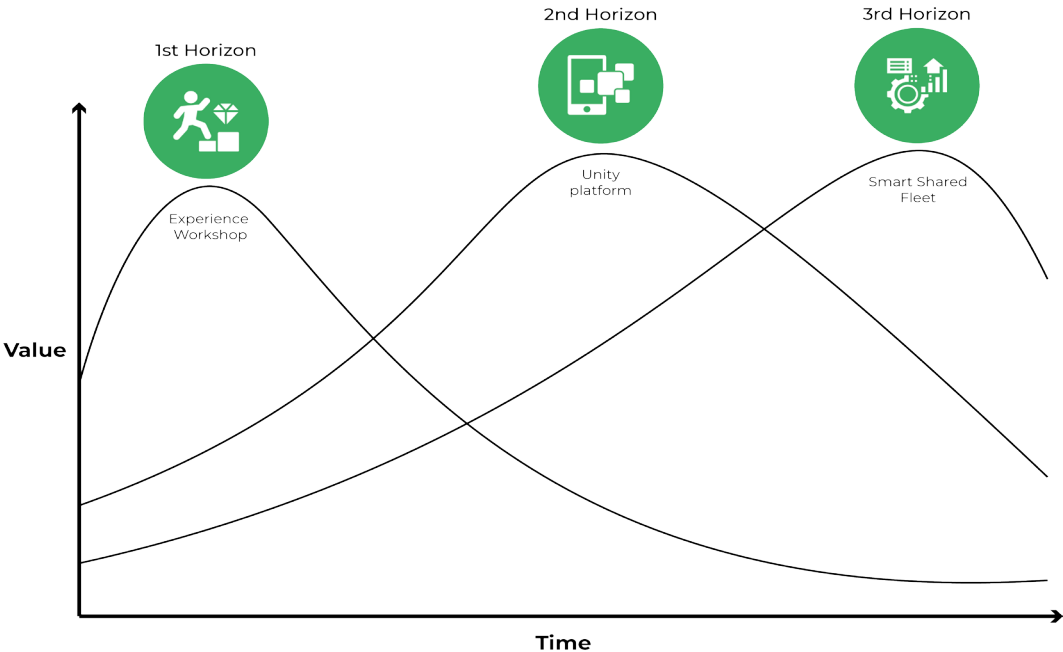 2nd Horizon
3rd Horizon
1st Horizon
Unity
platform
Smart Shared
Fleet
Experience
Workshop
Value
Time